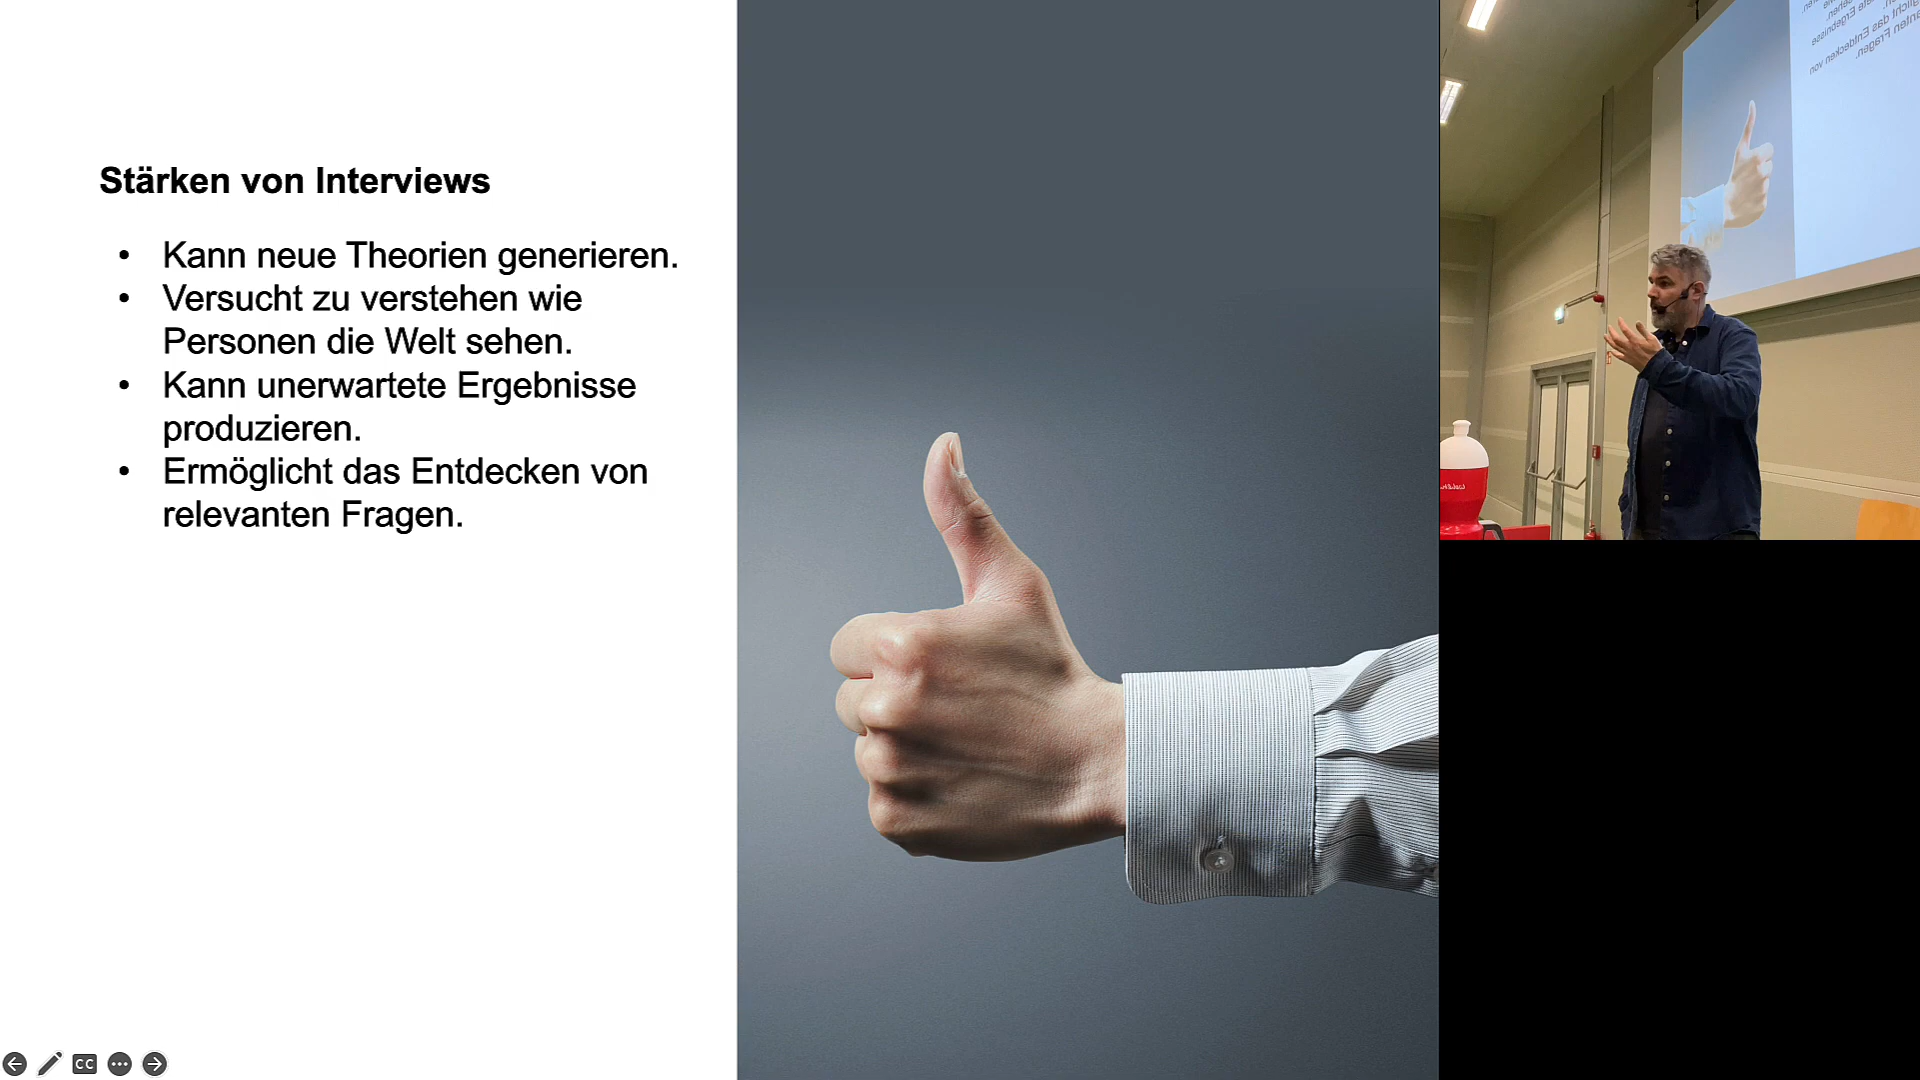 Stärken von Interviews
• Kann neue Theorien generieren.
• Versucht zu verstehen wie
Personen die Welt sehen.
• Kann unerwartete Ergebnisse
produzieren.
• Ermöglicht das Entdecken von
relevanten Fragen.
CC